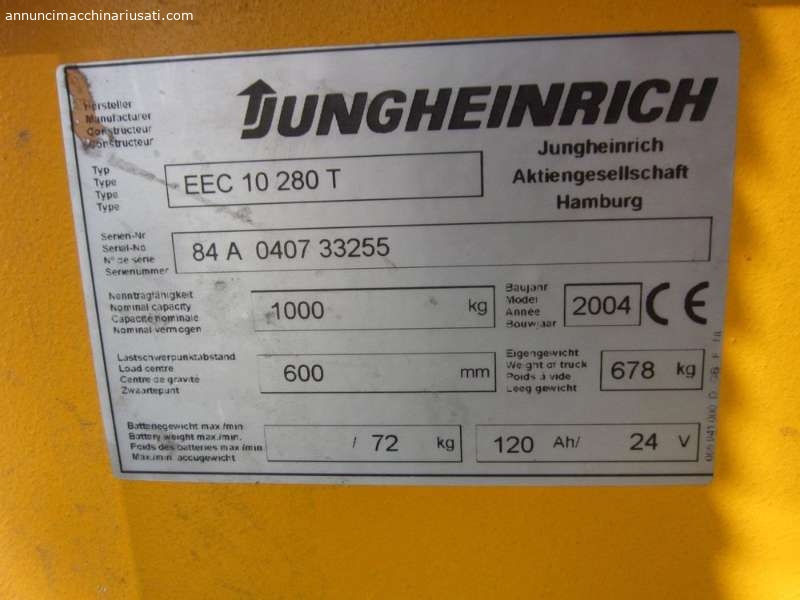 annuncimacchinariusati.com
Hersteller
Manufacturer
Constructeur
Constructeur
JUNGHEINRICH
Jungheinrich
Aktiengesellschaft
Hamburg
Typ
Type
Type
Type
EEC 10 280 T
Serien-Nr
Serial-No
N° de série
Serienummer
84 A 0407 33255
Nenntragfähigkeit
Nominal capacity
Capacité nominale
Nominal vermogen
1000 kg
Baujahr
Model
Année
Bouwjaar
2004 CE
Lastschwerpunktabstand
Load centre
Centre de gravité
Zwaartepunt
600 mm
Eigengewicht
Weight of truck
Poids à vide
Leeg gewicht
678 kg
Batteriegewicht max./min.
Battery weight max./min.
Poids des batteries max./min
Max./min. accugewicht
/ 72 kg
120 Ah/ 24 V